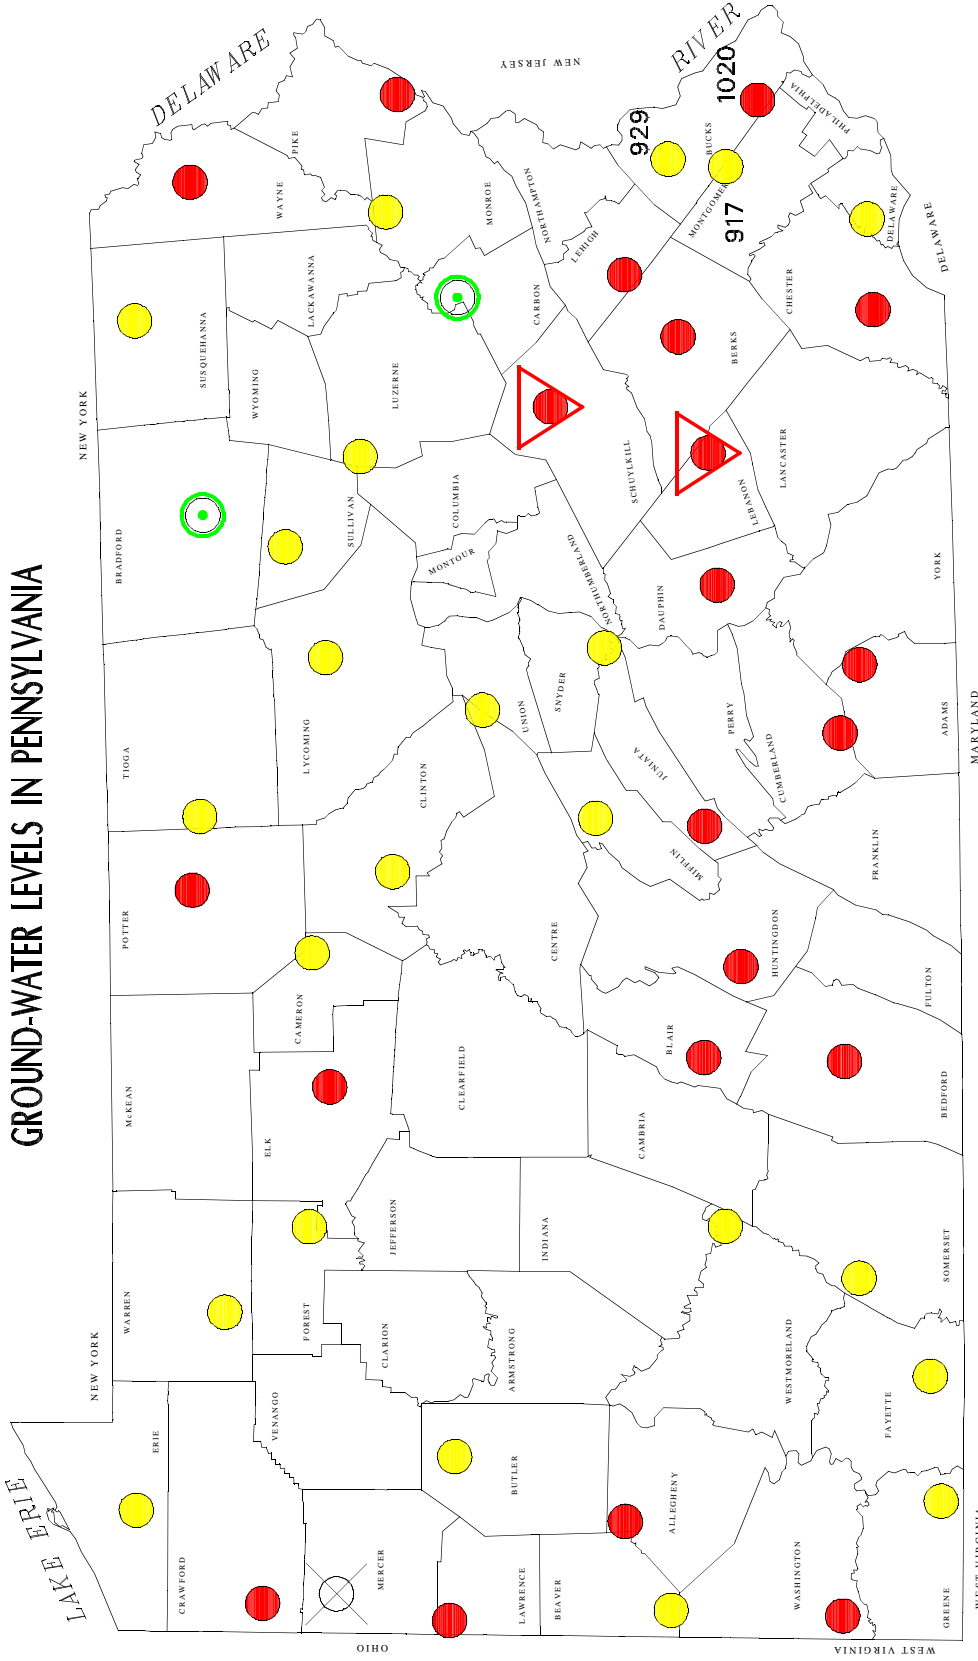 GROUND-WATER LEVELS IN PENNSYLVANIA
LAKE ERIE
NEW YORK
NEW YORK
DELAWARE
RIVER
NEW JERSEY
ERIE
CRAWFORD
WARREN
McKEAN
POTTER
TIOGA
BRADFORD
SUSQUEHANNA
WAYNE
PIKE
WYOMING
LACKAWANNA
MERCER
VENANGO
FOREST
ELK
CAMERON
CLINTON
LYCOMING
SULLIVAN
LUZERNE
MONROE
CLARION
JEFFERSON
CLEARFIELD
CENTRE
UNION
MONTOUR
COLUMBIA
CARBON
NORTHAMPTON
LAWRENCE
BUTLER
ARMSTRONG
INDIANA
SNYDER
NORTHUMBERLAND
SCHUYLKILL
LEHIGH
BEAVER
ALLEGHENY
CAMBRIA
BLAIR
HUNTINGDON
MIFFLIN
JUNIATA
PERRY
DAUPHIN
LEBANON
BERKS
BUCKS
929
1020
917
WASHINGTON
WESTMORELAND
CUMBERLAND
LANCASTER
CHESTER
PHILADELPHIA
DELAWARE
GREENE
FAYETTE
SOMERSET
BEDFORD
FULTON
FRANKLIN
ADAMS
YORK
OHIO
WEST VIRGINIA
MARYLAND
DELAWARE